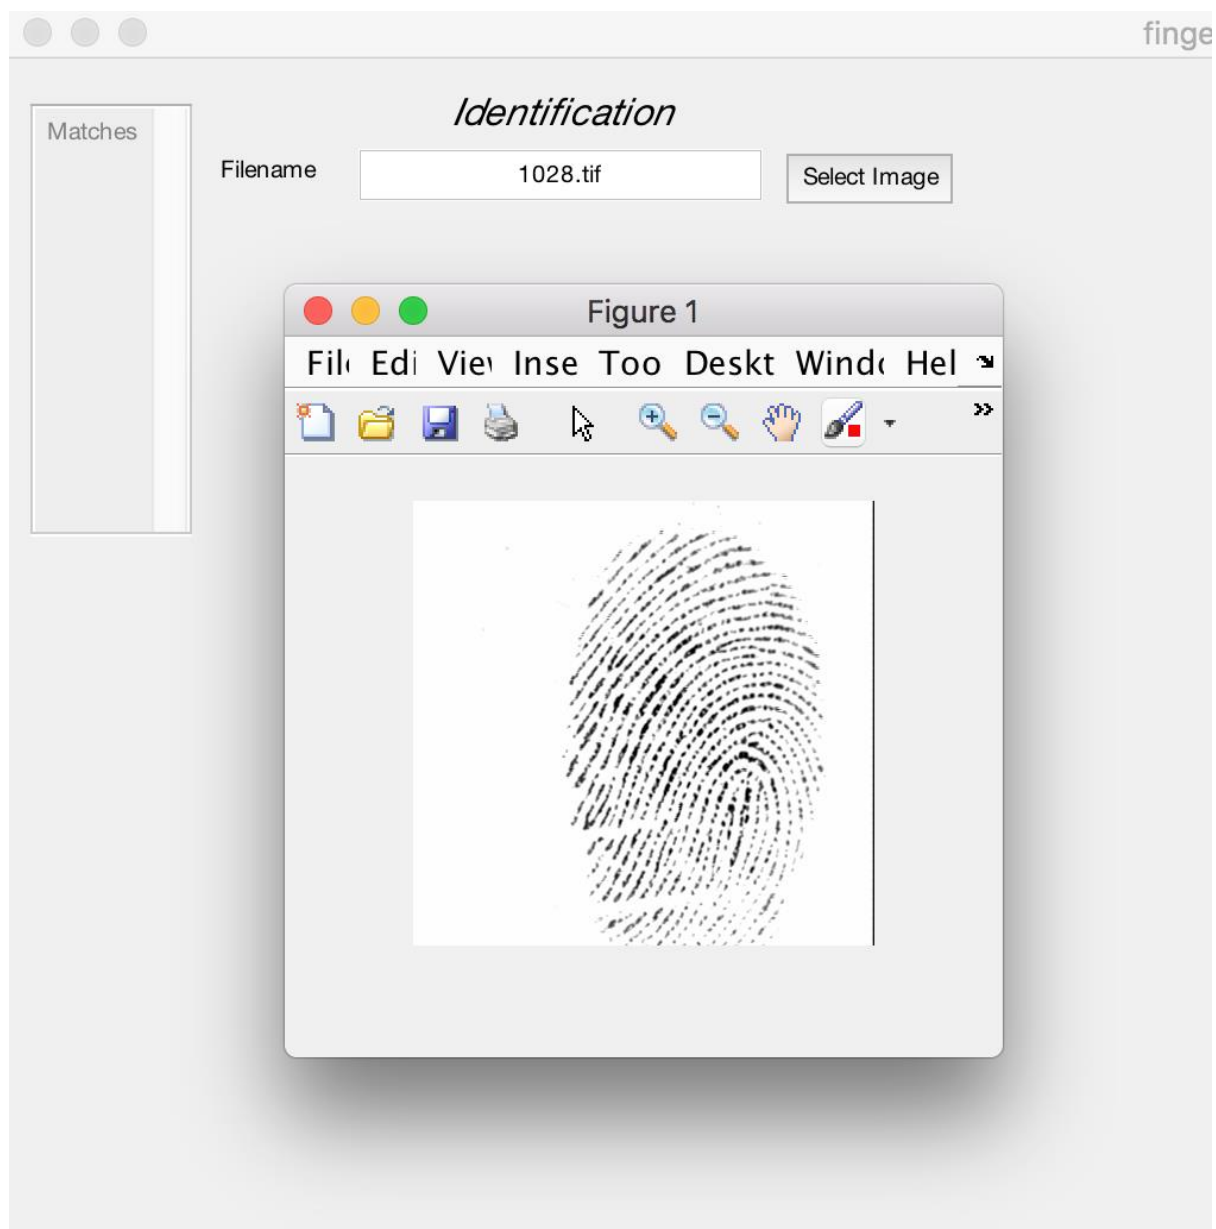 finge
Identification
Matches
Filename
1028.tif
Select Image
Figure 1
Fil Edi Vie Inse Too Deskt Wind Hel